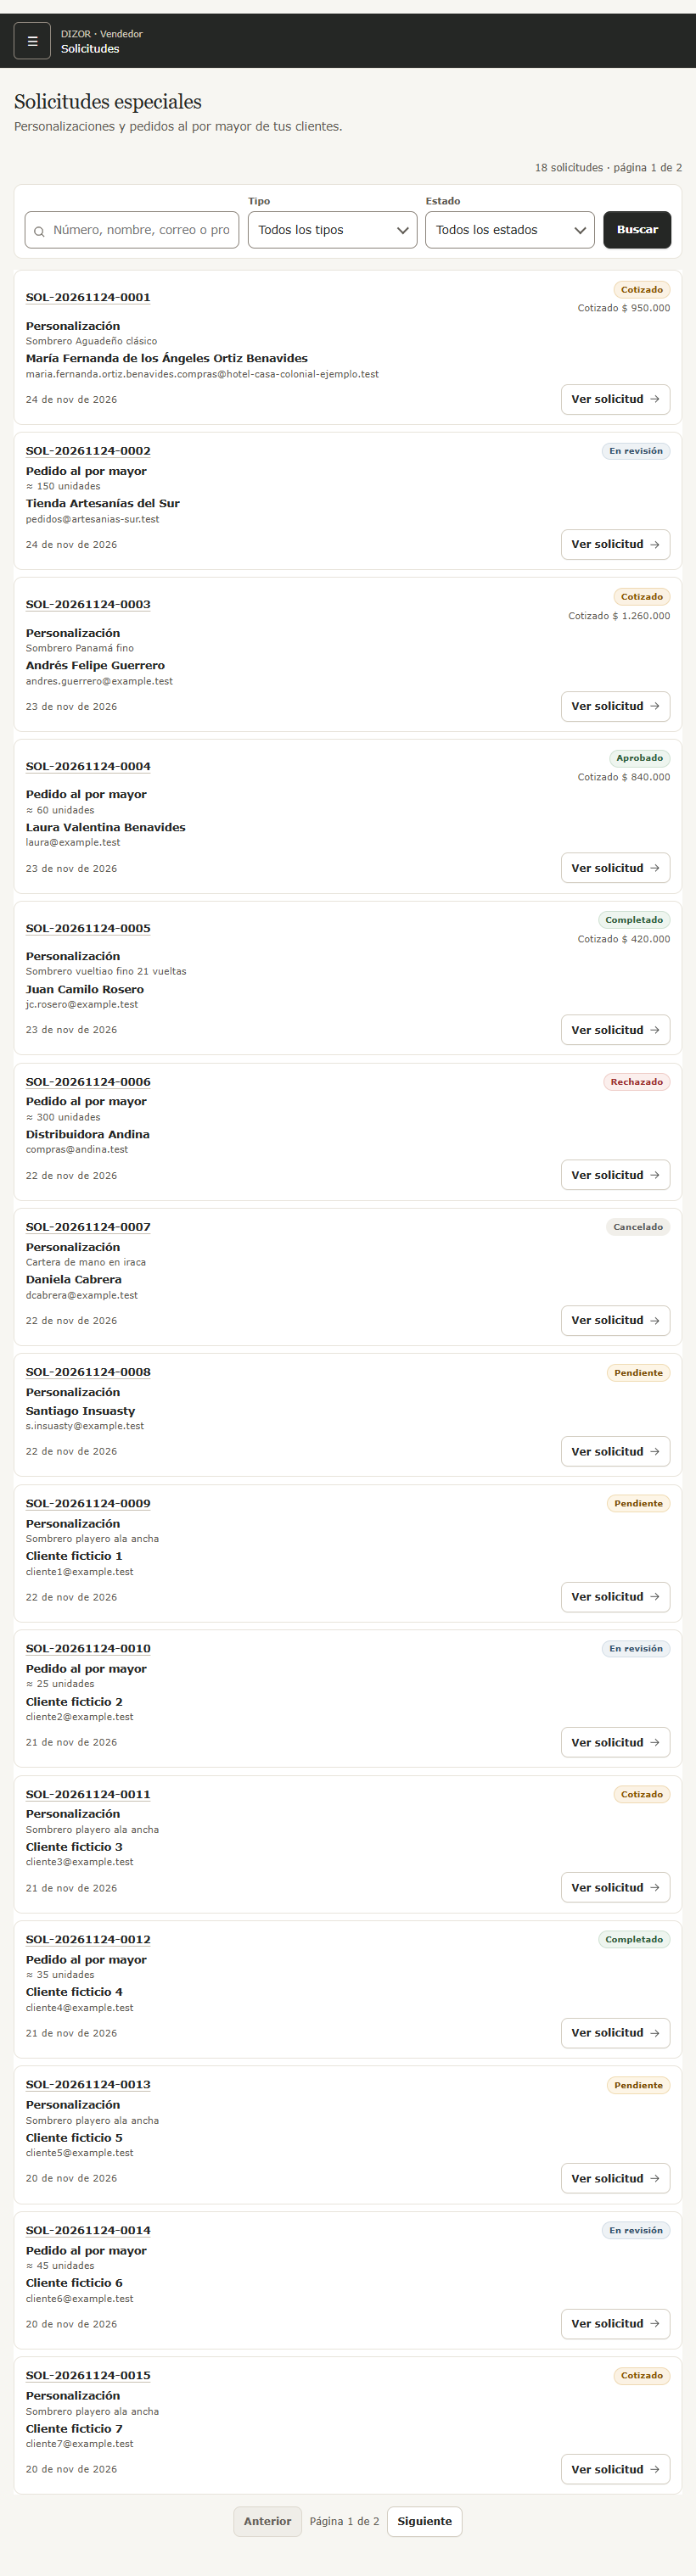 ☰
DIZOR · Vendedor
Solicitudes
Solicitudes especiales
Personalizaciones y pedidos al por mayor de tus clientes.
18 solicitudes · página 1 de 2
Tipo
Estado
Número, nombre, correo o pro
Todos los tipos
Todos los estados
Buscar
SOL-20261124-0001
Cotizado
Cotizado $ 950.000
Personalización
Sombrero Aguadeño clásico
María Fernanda de los Ángeles Ortiz Benavides
maria.fernanda.ortiz.benavides.compras@hotel-casa-colonial-ejemplo.test
24 de nov de 2026
Ver solicitud →
SOL-20261124-0002
En revisión
Pedido al por mayor
≈ 150 unidades
Tienda Artesanías del Sur
pedidos@artesanias-sur.test
24 de nov de 2026
Ver solicitud →
SOL-20261124-0003
Cotizado
Cotizado $ 1.260.000
Personalización
Sombrero Panamá fino
Andrés Felipe Guerrero
andres.guerrero@example.test
23 de nov de 2026
Ver solicitud →
SOL-20261124-0004
Aprobado
Cotizado $ 840.000
Pedido al por mayor
≈ 60 unidades
Laura Valentina Benavides
laura@example.test
23 de nov de 2026
Ver solicitud →
SOL-20261124-0005
Completado
Cotizado $ 420.000
Personalización
Sombrero vueltiao fino 21 vueltas
Juan Camilo Rosero
jc.rosero@example.test
23 de nov de 2026
Ver solicitud →
SOL-20261124-0006
Rechazado
Pedido al por mayor
≈ 300 unidades
Distribuidora Andina
compras@andina.test
22 de nov de 2026
Ver solicitud →
SOL-20261124-0007
Cancelado
Personalización
Cartera de mano en iraca
Daniela Cabrera
dcabrera@example.test
22 de nov de 2026
Ver solicitud →
SOL-20261124-0008
Pendiente
Personalización
Santiago Insuasty
s.insuasty@example.test
22 de nov de 2026
Ver solicitud →
SOL-20261124-0009
Pendiente
Personalización
Sombrero playero ala ancha
Cliente ficticio 1
cliente1@example.test
22 de nov de 2026
Ver solicitud →
SOL-20261124-0010
En revisión
Pedido al por mayor
≈ 25 unidades
Cliente ficticio 2
cliente2@example.test
21 de nov de 2026
Ver solicitud →
SOL-20261124-0011
Cotizado
Personalización
Sombrero playero ala ancha
Cliente ficticio 3
cliente3@example.test
21 de nov de 2026
Ver solicitud →
SOL-20261124-0012
Completado
Pedido al por mayor
≈ 35 unidades
Cliente ficticio 4
cliente4@example.test
21 de nov de 2026
Ver solicitud →
SOL-20261124-0013
Pendiente
Personalización
Sombrero playero ala ancha
Cliente ficticio 5
cliente5@example.test
20 de nov de 2026
Ver solicitud →
SOL-20261124-0014
En revisión
Pedido al por mayor
≈ 45 unidades
Cliente ficticio 6
cliente6@example.test
20 de nov de 2026
Ver solicitud →
SOL-20261124-0015
Cotizado
Personalización
Sombrero playero ala ancha
Cliente ficticio 7
cliente7@example.test
20 de nov de 2026
Ver solicitud →
Anterior
Página 1 de 2
Siguiente